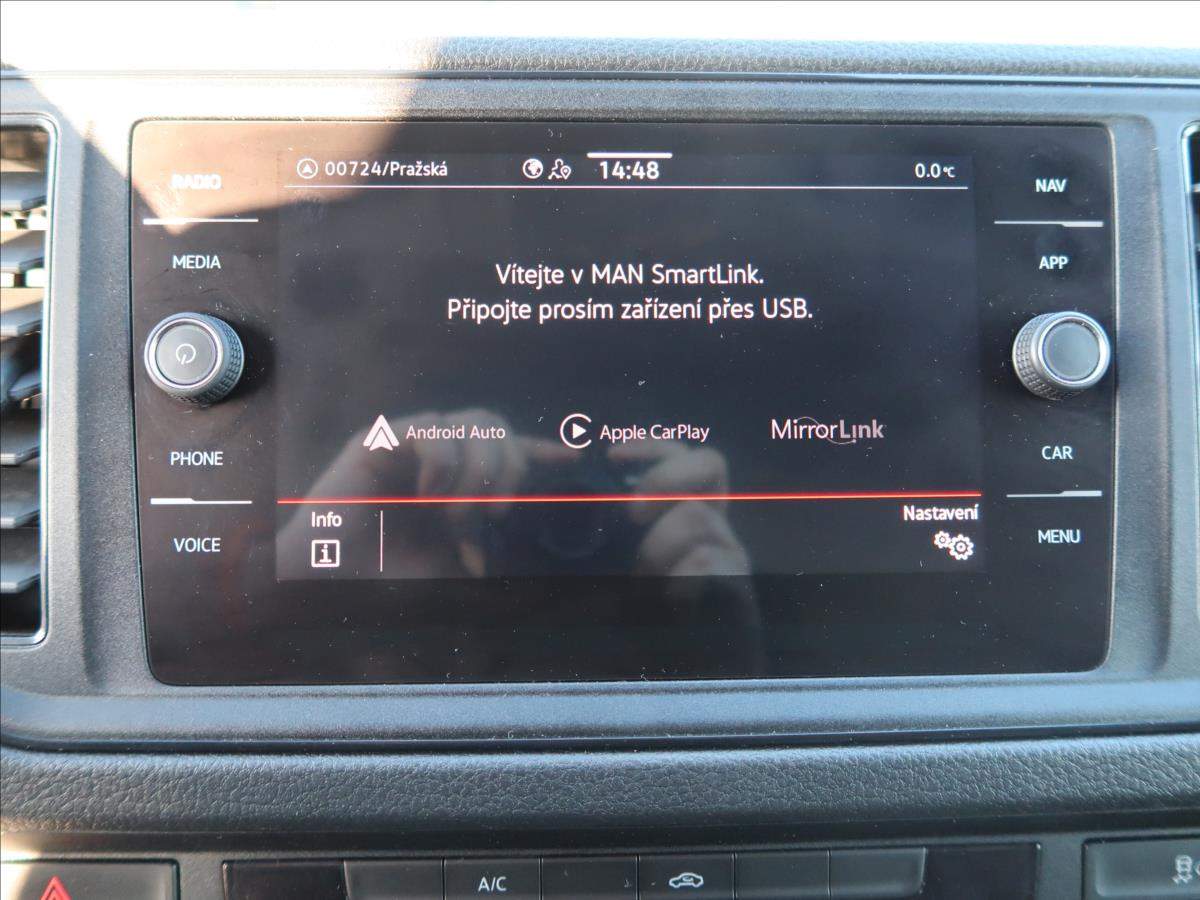 RADIO
MEDIA
PHONE
VOICE
00724/Pražská
14:48
0.0°C
Vítejte v MAN SmartLink.
Připojte prosím zařízení přes USB.
Android Auto
Apple CarPlay
MirrorLink
Info
i
Nastavení
NAV
APP
CAR
MENU
A/C